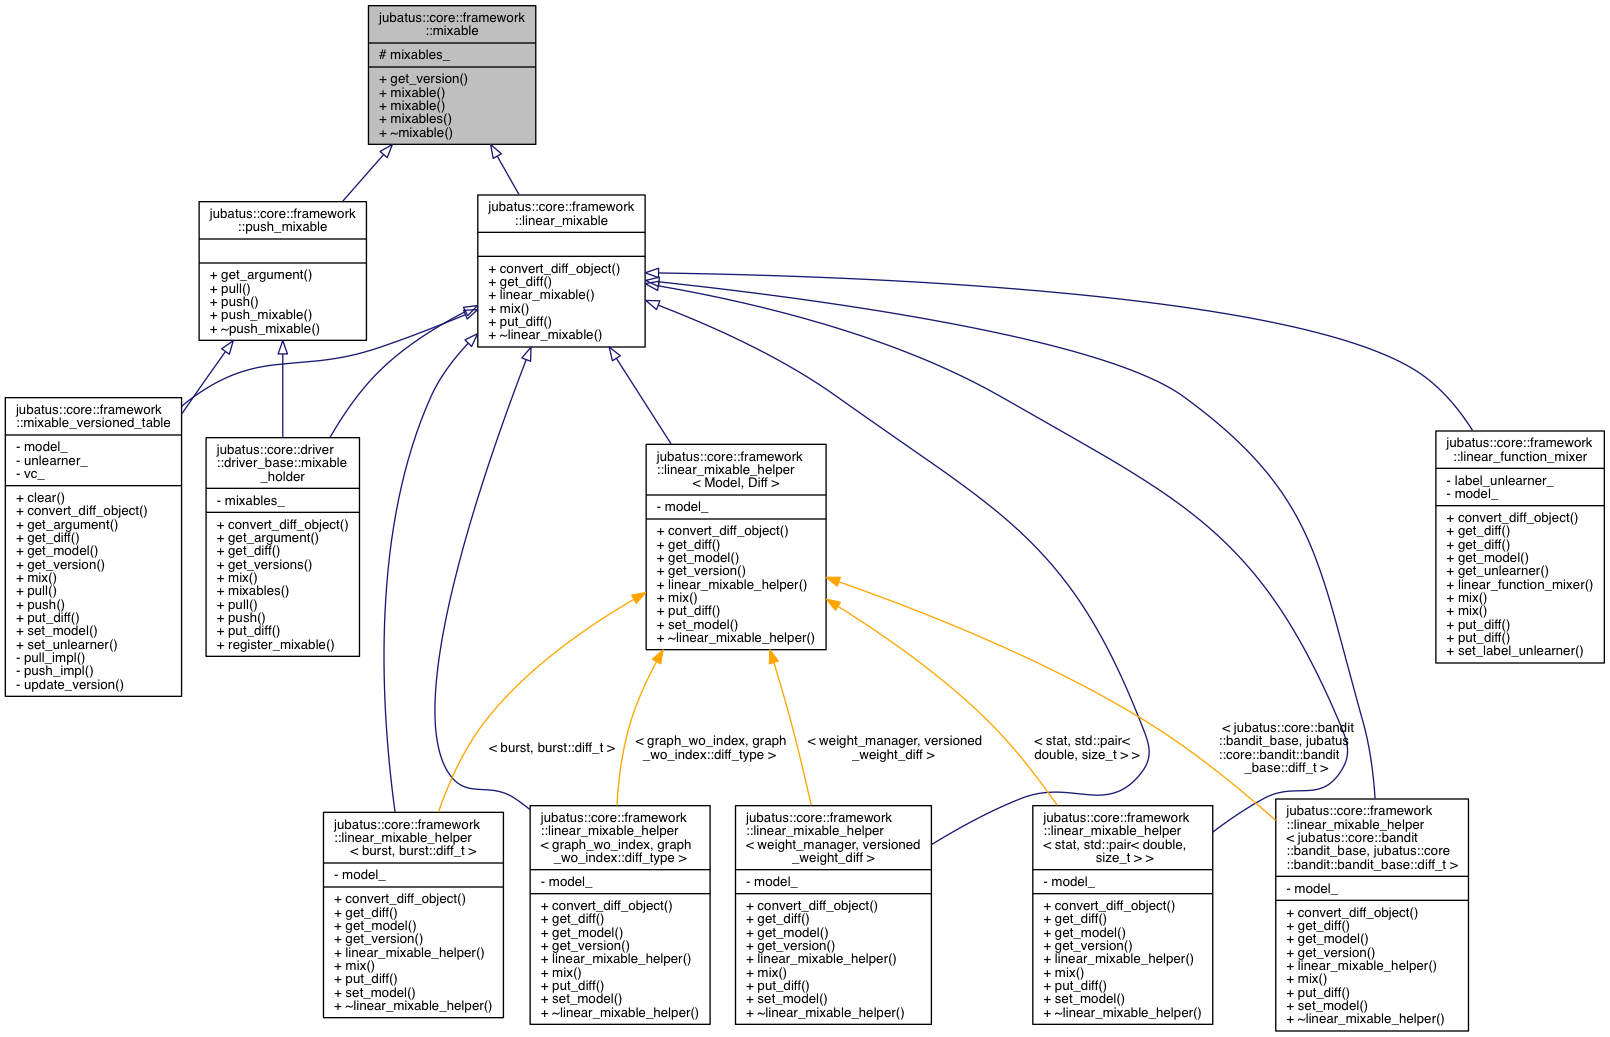 jubatus::core::framework
::mixable
# mixables_
+ get_version()
+ mixable()
+ mixable()
+ mixables()
+ ~mixable()
jubatus::core::framework
::push_mixable
+ get_argument()
+ pull()
+ push()
+ push_mixable()
+ ~push_mixable()
jubatus::core::framework
::linear_mixable
+ convert_diff_object()
+ get_diff()
+ linear_mixable()
+ mix()
+ put_diff()
+ ~linear_mixable()
jubatus::core::framework
::mixable_versioned_table
- model_
- unlearner_
- vc_
+ clear()
+ convert_diff_object()
+ get_argument()
+ get_diff()
+ get_model()
+ get_version()
+ mix()
+ pull()
+ push()
+ put_diff()
+ set_model()
+ set_unlearner()
- pull_impl()
- push_impl()
- update_version()
jubatus::core::driver
::driver_base::mixable
_holder
- mixables_
+ convert_diff_object()
+ get_argument()
+ get_diff()
+ get_versions()
+ mix()
+ mixables()
+ pull()
+ push()
+ put_diff()
+ register_mixable()
jubatus::core::framework
::linear_mixable_helper
< Model, Diff >
- model_
+ convert_diff_object()
+ get_diff()
+ get_model()
+ get_version()
+ linear_mixable_helper()
+ mix()
+ put_diff()
+ set_model()
+ ~linear_mixable_helper()
jubatus::core::framework
::linear_function_mixer
- label_unlearner_
- model_
+ convert_diff_object()
+ get_diff()
+ get_diff()
+ get_model()
+ get_unlearner()
+ linear_function_mixer()
+ mix()
+ mix()
+ put_diff()
+ put_diff()
+ set_label_unlearner()
< burst, burst::diff_t >
< graph_wo_index, graph
_wo_index::diff_type >
< weight_manager, versioned
_weight_diff >
< stat, std::pair<
double, size_t > >
< jubatus::core::bandit
::bandit_base, jubatus
::core::bandit::bandit
_base::diff_t >
jubatus::core::framework
::linear_mixable_helper
< burst, burst::diff_t >
- model_
+ convert_diff_object()
+ get_diff()
+ get_model()
+ get_version()
+ linear_mixable_helper()
+ mix()
+ put_diff()
+ set_model()
+ ~linear_mixable_helper()
jubatus::core::framework
::linear_mixable_helper
< graph_wo_index, graph
_wo_index::diff_type >
- model_
+ convert_diff_object()
+ get_diff()
+ get_model()
+ get_version()
+ linear_mixable_helper()
+ mix()
+ put_diff()
+ set_model()
+ ~linear_mixable_helper()
jubatus::core::framework
::linear_mixable_helper
< weight_manager, versioned
_weight_diff >
- model_
+ convert_diff_object()
+ get_diff()
+ get_model()
+ get_version()
+ linear_mixable_helper()
+ mix()
+ put_diff()
+ set_model()
+ ~linear_mixable_helper()
jubatus::core::framework
::linear_mixable_helper
< stat, std::pair< double,
size_t > >
- model_
+ convert_diff_object()
+ get_diff()
+ get_model()
+ get_version()
+ linear_mixable_helper()
+ mix()
+ put_diff()
+ set_model()
+ ~linear_mixable_helper()
jubatus::core::framework
::linear_mixable_helper
< jubatus::core::bandit
::bandit_base, jubatus::core
::bandit::bandit_base::diff_t >
- model_
+ convert_diff_object()
+ get_diff()
+ get_model()
+ get_version()
+ linear_mixable_helper()
+ mix()
+ put_diff()
+ set_model()
+ ~linear_mixable_helper()